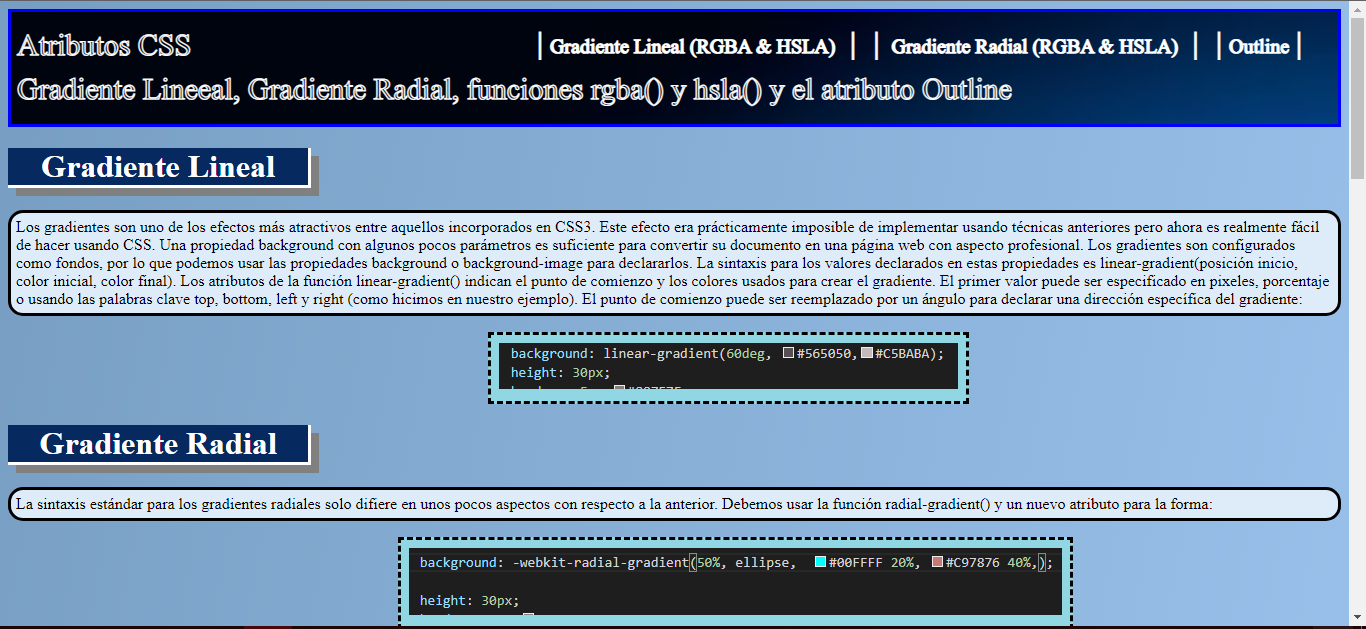 Atributos CSS
| Gradiente Lineal (RGBA & HSLA) | | Gradiente Radial (RGBA & HSLA) | | Outline |
Gradiente Lineeal, Gradiente Radial, funciones rgba() y hsla() y el atributo Outline
Gradiente Lineal
Los gradientes son uno de los efectos más atractivos entre aquellos incorporados en CSS3. Este efecto era prácticamente imposible de implementar usando técnicas anteriores pero ahora es realmente fácil
de hacer usando CSS. Una propiedad background con algunos pocos parámetros es suficiente para convertir su documento en una página web con aspecto profesional. Los gradientes son configurados
como fondos, por lo que podemos usar las propiedades background o background-image para declararlos. La sintaxis para los valores declarados en estas propiedades es linear-gradient(posición inicio,
color inicial, color final). Los atributos de la función linear-gradient() indican el punto de comienzo y los colores usados para crear el gradiente. El primer valor puede ser especificado en pixeles, porcentaje
o usando las palabras clave top, bottom, left y right (como hicimos en nuestro ejemplo). El punto de comienzo puede ser reemplazado por un ángulo para declarar una dirección específica del gradiente:
background: linear-gradient(60deg, #565050,#C5BABA);
height: 30px;
Gradiente Radial
La sintaxis estándar para los gradientes radiales solo difiere en unos pocos aspectos con respecto a la anterior. Debemos usar la función radial-gradient() y un nuevo atributo para la forma:
background: -webkit-radial-gradient(50%, ellipse, #00FFFF 20%, #C97876 40%,);
height: 30px;